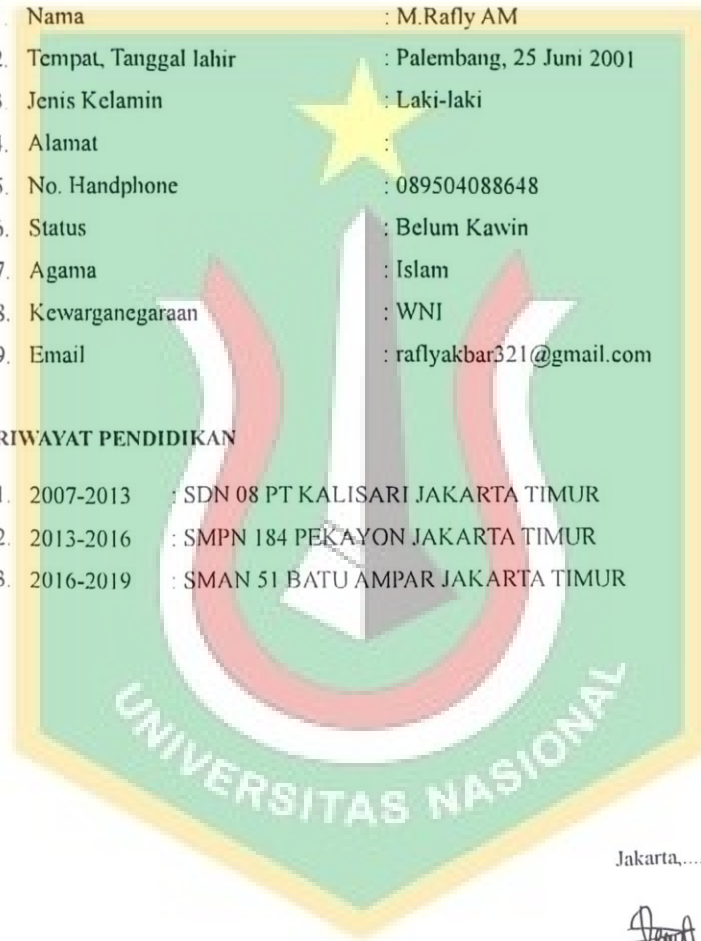 1. Nama : M.Rafly AM
2. Tempat, Tanggal lahir : Palembang, 25 Juni 2001
3. Jenis Kelamin : Laki-laki
4. Alamat :
5. No. Handphone : 089504088648
6. Status : Belum Kawin
7. Agama : Islam
8. Kewarganegaraan : WNI
9. Email : raflyakbar321@gmail.com
RIWAYAT PENDIDIKAN
1. 2007-2013 : SDN 08 PT KALISARI JAKARTA TIMUR
2. 2013-2016 : SMPN 184 PEKAYON JAKARTA TIMUR
3. 2016-2019 : SMAN 51 BATU AMPAR JAKARTA TIMUR
UNIVERSITAS NASIONAL
Jakarta,....